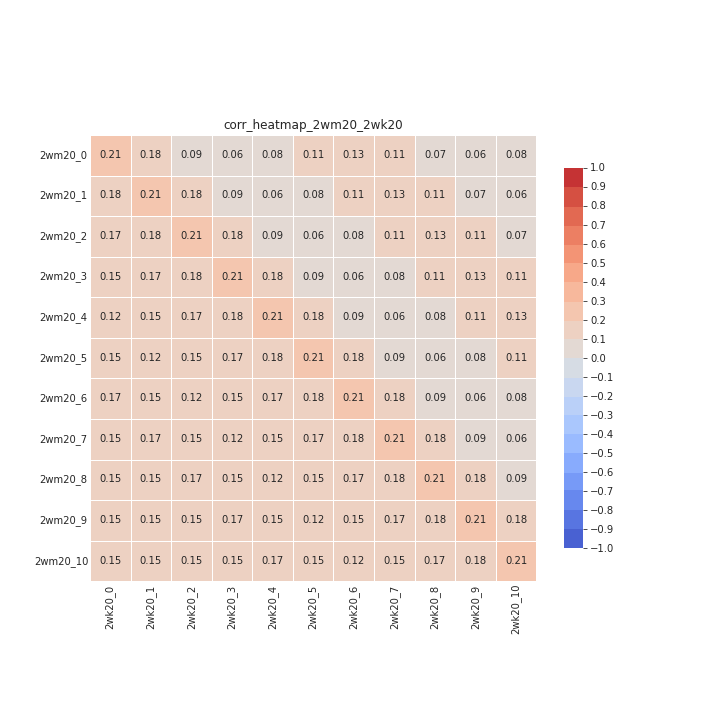 corr_heatmap_2wm20_2wk20
2wm20_0 0.21 0.18 0.09 0.06 0.08 0.11 0.13 0.11 0.07 0.06 0.08
2wm20_1 0.18 0.21 0.18 0.09 0.06 0.08 0.11 0.13 0.11 0.07 0.06
2wm20_2 0.17 0.18 0.21 0.18 0.09 0.06 0.08 0.11 0.13 0.11 0.07
2wm20_3 0.15 0.17 0.18 0.21 0.18 0.09 0.06 0.08 0.11 0.13 0.11
2wm20_4 0.12 0.15 0.17 0.18 0.21 0.18 0.09 0.06 0.08 0.11 0.13
2wm20_5 0.15 0.12 0.15 0.17 0.18 0.21 0.18 0.09 0.06 0.08 0.11
2wm20_6 0.17 0.15 0.12 0.15 0.17 0.18 0.21 0.18 0.09 0.06 0.08
2wm20_7 0.15 0.17 0.15 0.12 0.15 0.17 0.18 0.21 0.18 0.09 0.06
2wm20_8 0.15 0.15 0.17 0.15 0.12 0.15 0.17 0.18 0.21 0.18 0.09
2wm20_9 0.15 0.15 0.15 0.17 0.15 0.12 0.15 0.17 0.18 0.21 0.18
2wm20_10 0.15 0.15 0.15 0.15 0.17 0.15 0.12 0.15 0.17 0.18 0.21
2wk20_0
2wk20_1
2wk20_2
2wk20_3
2wk20_4
2wk20_5
2wk20_6
2wk20_7
2wk20_8
2wk20_9
2wk20_10
1.0
0.9
0.8
0.7
0.6
0.5
0.4
0.3
0.2
0.1
0.0
−0.1
−0.2
−0.3
−0.4
−0.5
−0.6
−0.7
−0.8
−0.9
−1.0